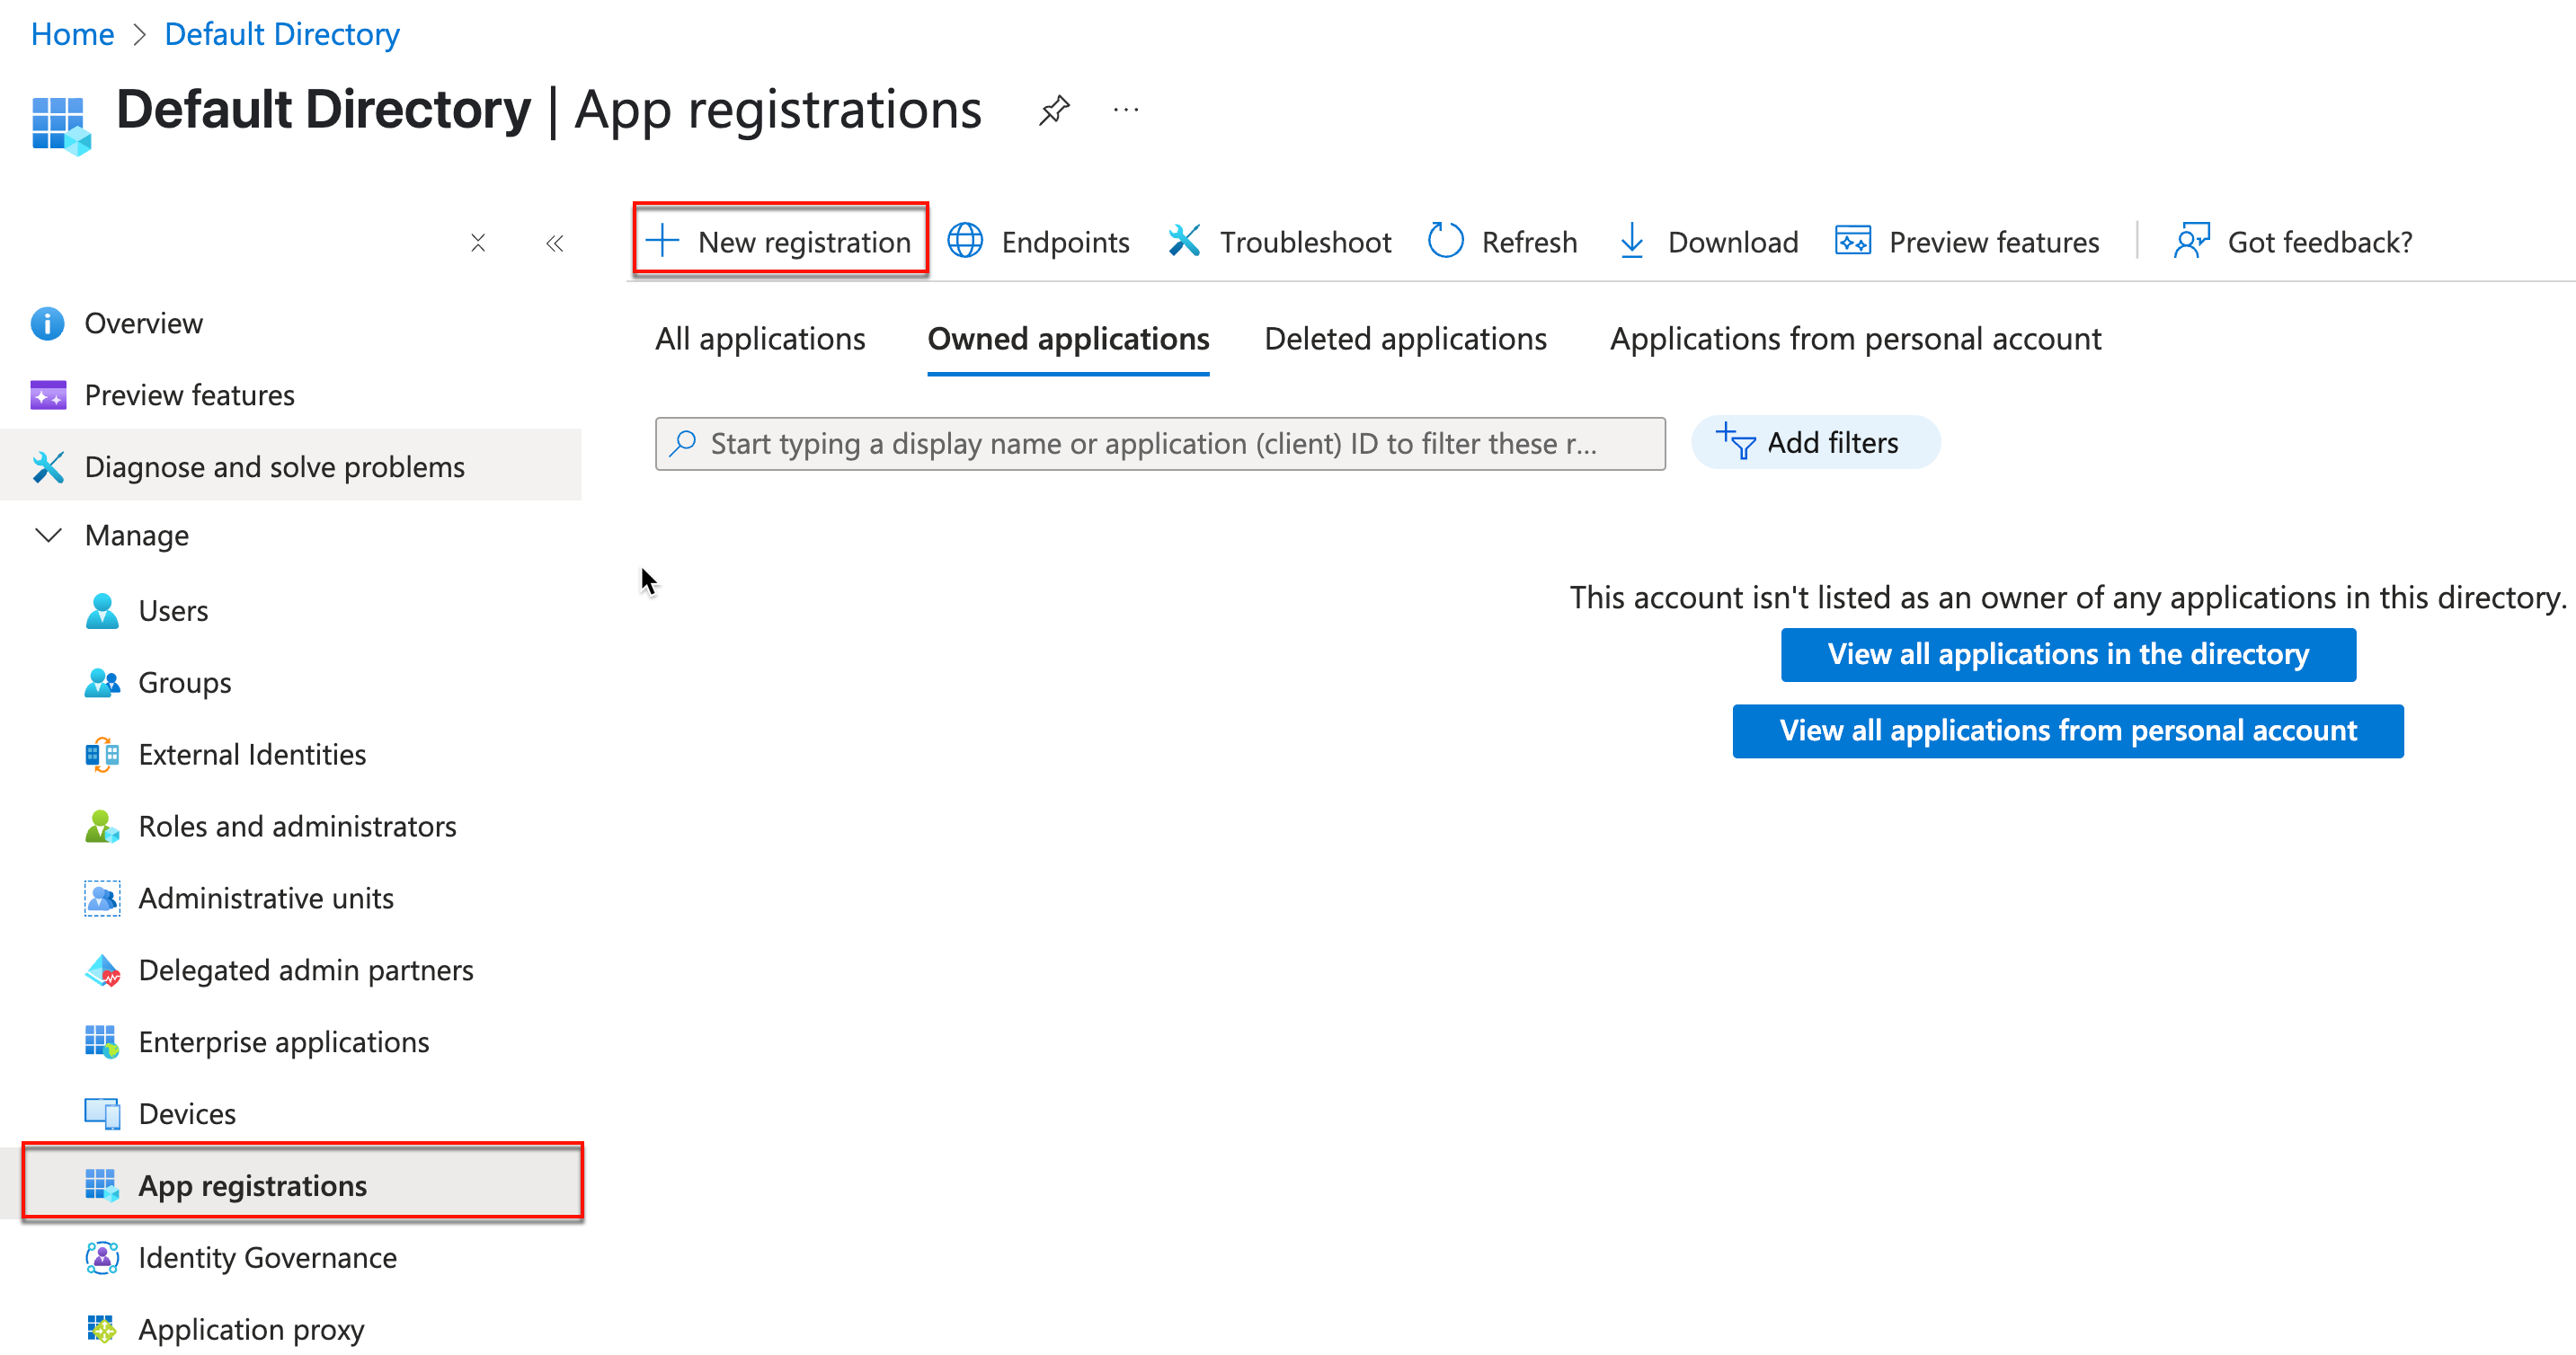 Home > Default Directory
Default Directory | App registrations
...
New registration Endpoints Troubleshoot Refresh Download Preview features Got feedback?
Overview
Preview features
Diagnose and solve problems
Manage
Users
Groups
External Identities
Roles and administrators
Administrative units
Delegated admin partners
Enterprise applications
Devices
App registrations
Identity Governance
Application proxy
All applications Owned applications Deleted applications Applications from personal account
Start typing a display name or application (client) ID to filter these r...
Add filters
This account isn't listed as an owner of any applications in this directory.
View all applications in the directory
View all applications from personal account